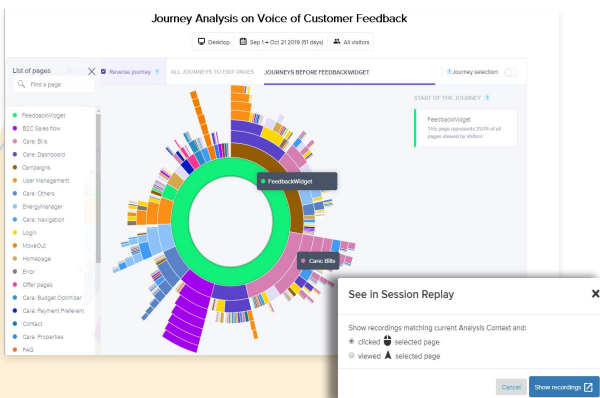 Journey Analysis on Voice of Customer Feedback
Desktop Sep 1 - Oct 21 2019 (51 days) All visitors
List of pages
Find a page
Reverse journey ?
ALL JOURNEYS TO EXIT PAGES
JOURNEYS BEFORE FEEDBACKWIDGET
?Journey selection:
FeedbackWidget
B2C Sales flow
Care: Bills
Care: Dashboard
Campaigns
User Management
Care: Others
EnergyManager
Care: Navigation
Login
MoveOut
Homepage
Error
Offer pages
Care: Budget Optimizer
Care: Payment Preferenc
Contact
Care: Properties
FAQ
FeedbackWidget
Care: Bills
START OF THE JOURNEY ?
FeedbackWidget
This page represents 21.0% of all
pages viewed by visitors
See in Session Replay
Show recordings matching current Analysis Context and:
clicked selected page
viewed selected page
Cancel
Show recordings